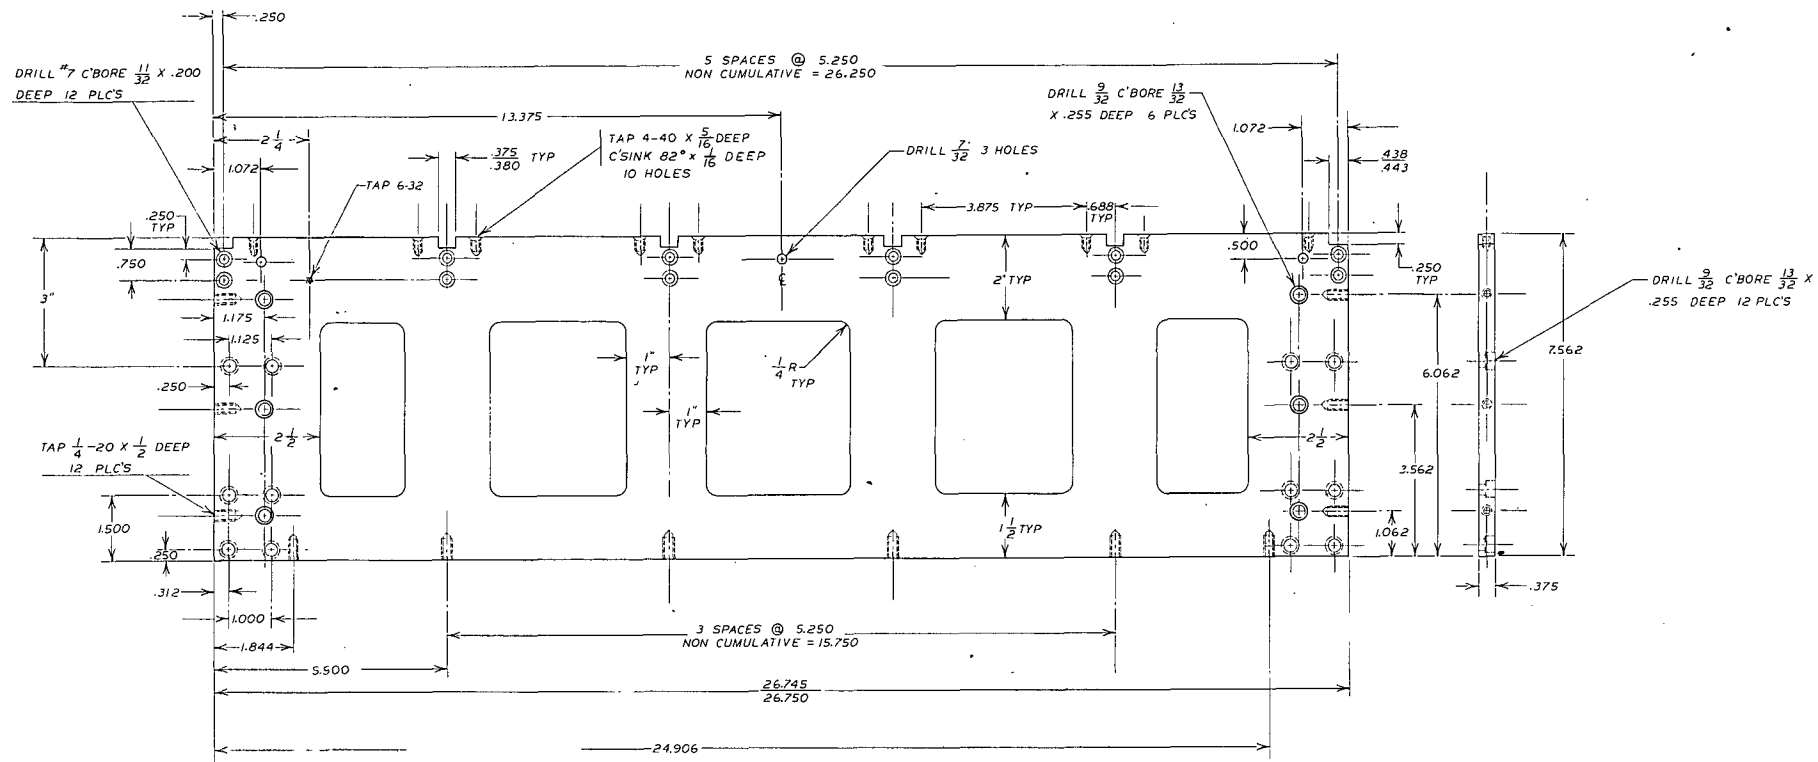 .250
5 SPACES @ 5.250
NON CUMULATIVE = 26.250
DRILL #7 C'BORE 11/32 X .200
DEEP 12 PLC'S
DRILL 9/32 C'BORE 13/32
X .255 DEEP 6 PLC'S
13.375
2 1/4
1.072
.375/.380 TYP
TAP 4-40 X 5/16 DEEP
C'SINK 82° X 1/16 DEEP
10 HOLES
DRILL 7/32 3 HOLES
1.072
.438/.443
TAP 6-32
.250
TYP
3.875 TYP
.688
TYP
.750
.500
.250
TYP
3"
2" TYP
DRILL 9/32 C'BORE 13/32 X
.255 DEEP 12 PLC'S
1.175
1.125
1"
TYP
1/4 R
TYP
7.562
6.062
.250
1"
TYP
2 1/2
2 1/2
TAP 1/4-20 X 1/2 DEEP
12 PLC'S
3.562
1.500
1 1/2 TYP
1.062
.250
.312
.375
1.000
3 SPACES @ 5.250
NON CUMULATIVE = 15.750
1.844
5.500
26.745
26.750
24.906